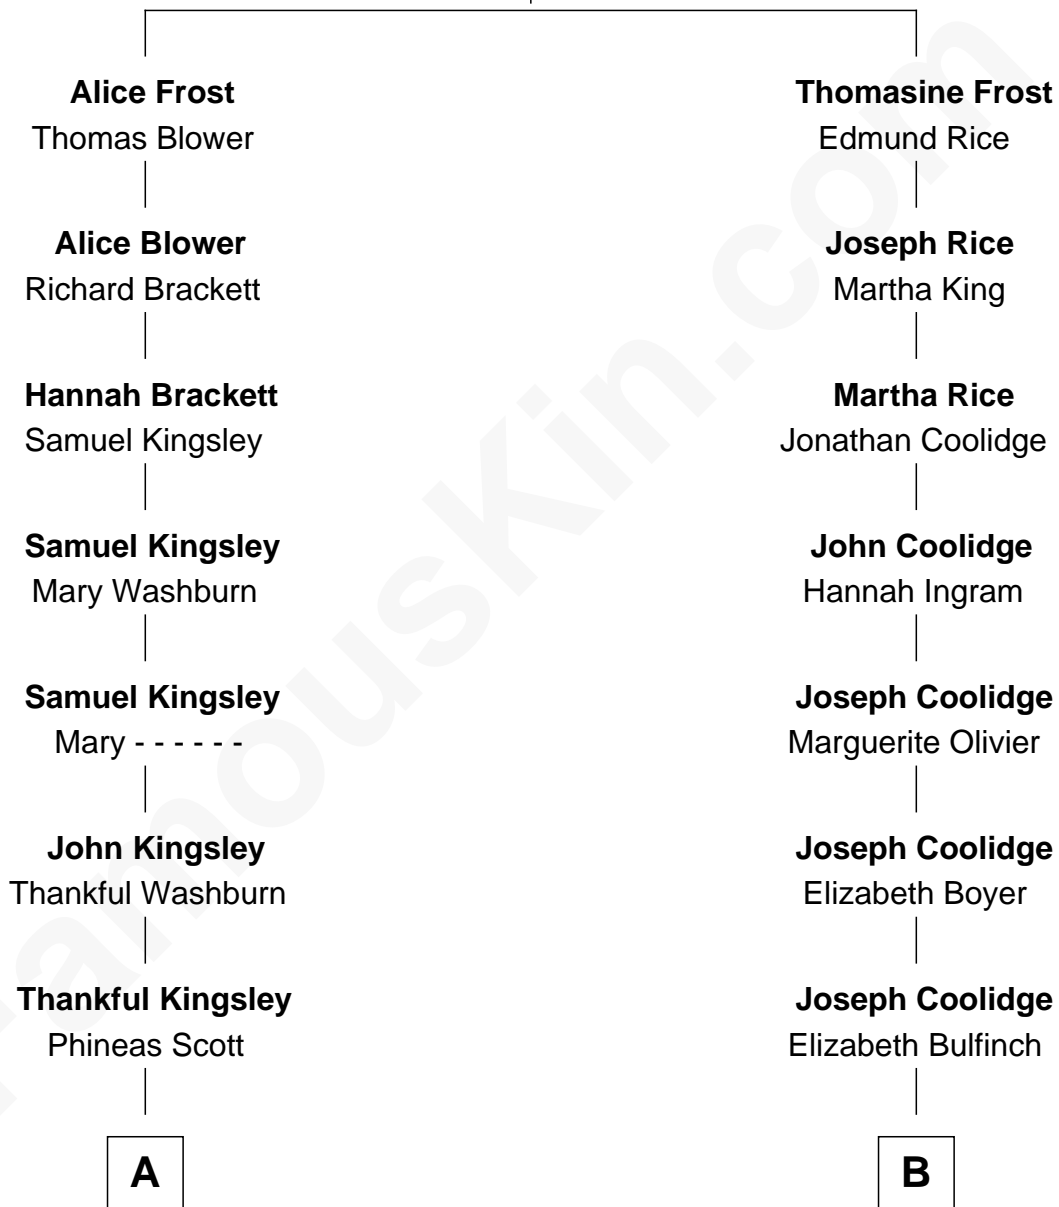 Alice Frost
Thomas Blower
Alice Blower
Richard Brackett
Hannah Brackett
Samuel Kingsley
Samuel Kingsley
Mary Washburn
Samuel Kingsley
Mary - - - - - -
John Kingsley
Thankful Washburn
Thankful Kingsley
Phineas Scott
A
Thomasine Frost
Edmund Rice
Joseph Rice
Martha King
Martha Rice
Jonathan Coolidge
John Coolidge
Hannah Ingram
Joseph Coolidge
Marguerite Olivier
Joseph Coolidge
Elizabeth Boyer
Joseph Coolidge
Elizabeth Bulfinch
B
FamousKin.com